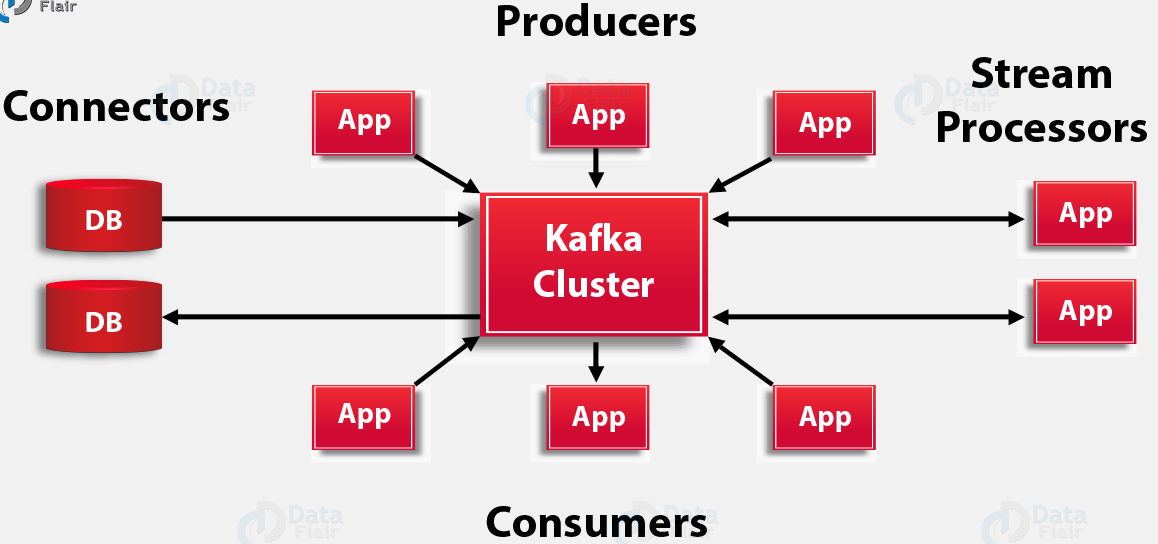 Flair
Producers
Stream
Processors
Connectors
App
App
App
DB
DB
Kafka
Cluster
App
App
App
App
App
Consumers
Data
Flair
Data
Flair
Data
Flair
Data
Flair
Data
Flair
Data
Flair